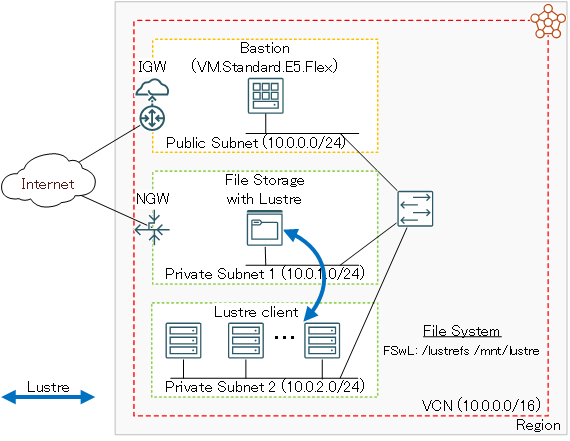 Bastion
(VM.Standard.E5.Flex)
IGW
Public Subnet (10.0.0.0/24)
Internet
File Storage
with Lustre
NGW
Private Subnet 1 (10.0.1.0/24)
Lustre client
...
Private Subnet 2 (10.0.2.0/24)
File System
FSwL: /lustrefs /mnt/lustre
Lustre
VCN (10.0.0.0/16)
Region